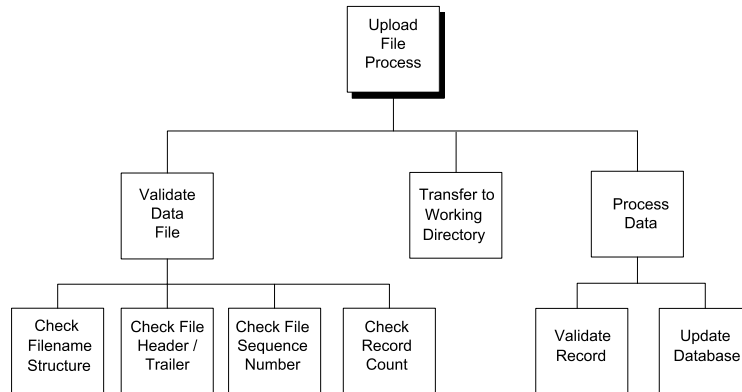 Upload
File
Process
Validate
Data
File
Transfer to
Working
Directory
Process
Data
Check
Filename
Structure
Check File
Header /
Trailer
Check File
Sequence
Number
Check
Record
Count
Validate
Record
Update
Database